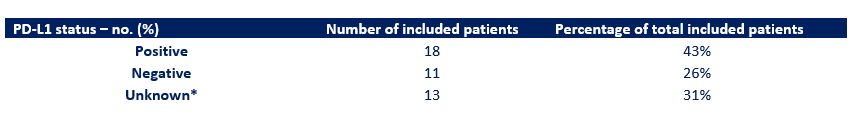 PD-L1 status – no. (%) Number of included patients Percentage of total included patients
Positive 18 43%
Negative 11 26%
Unknown* 13 31%